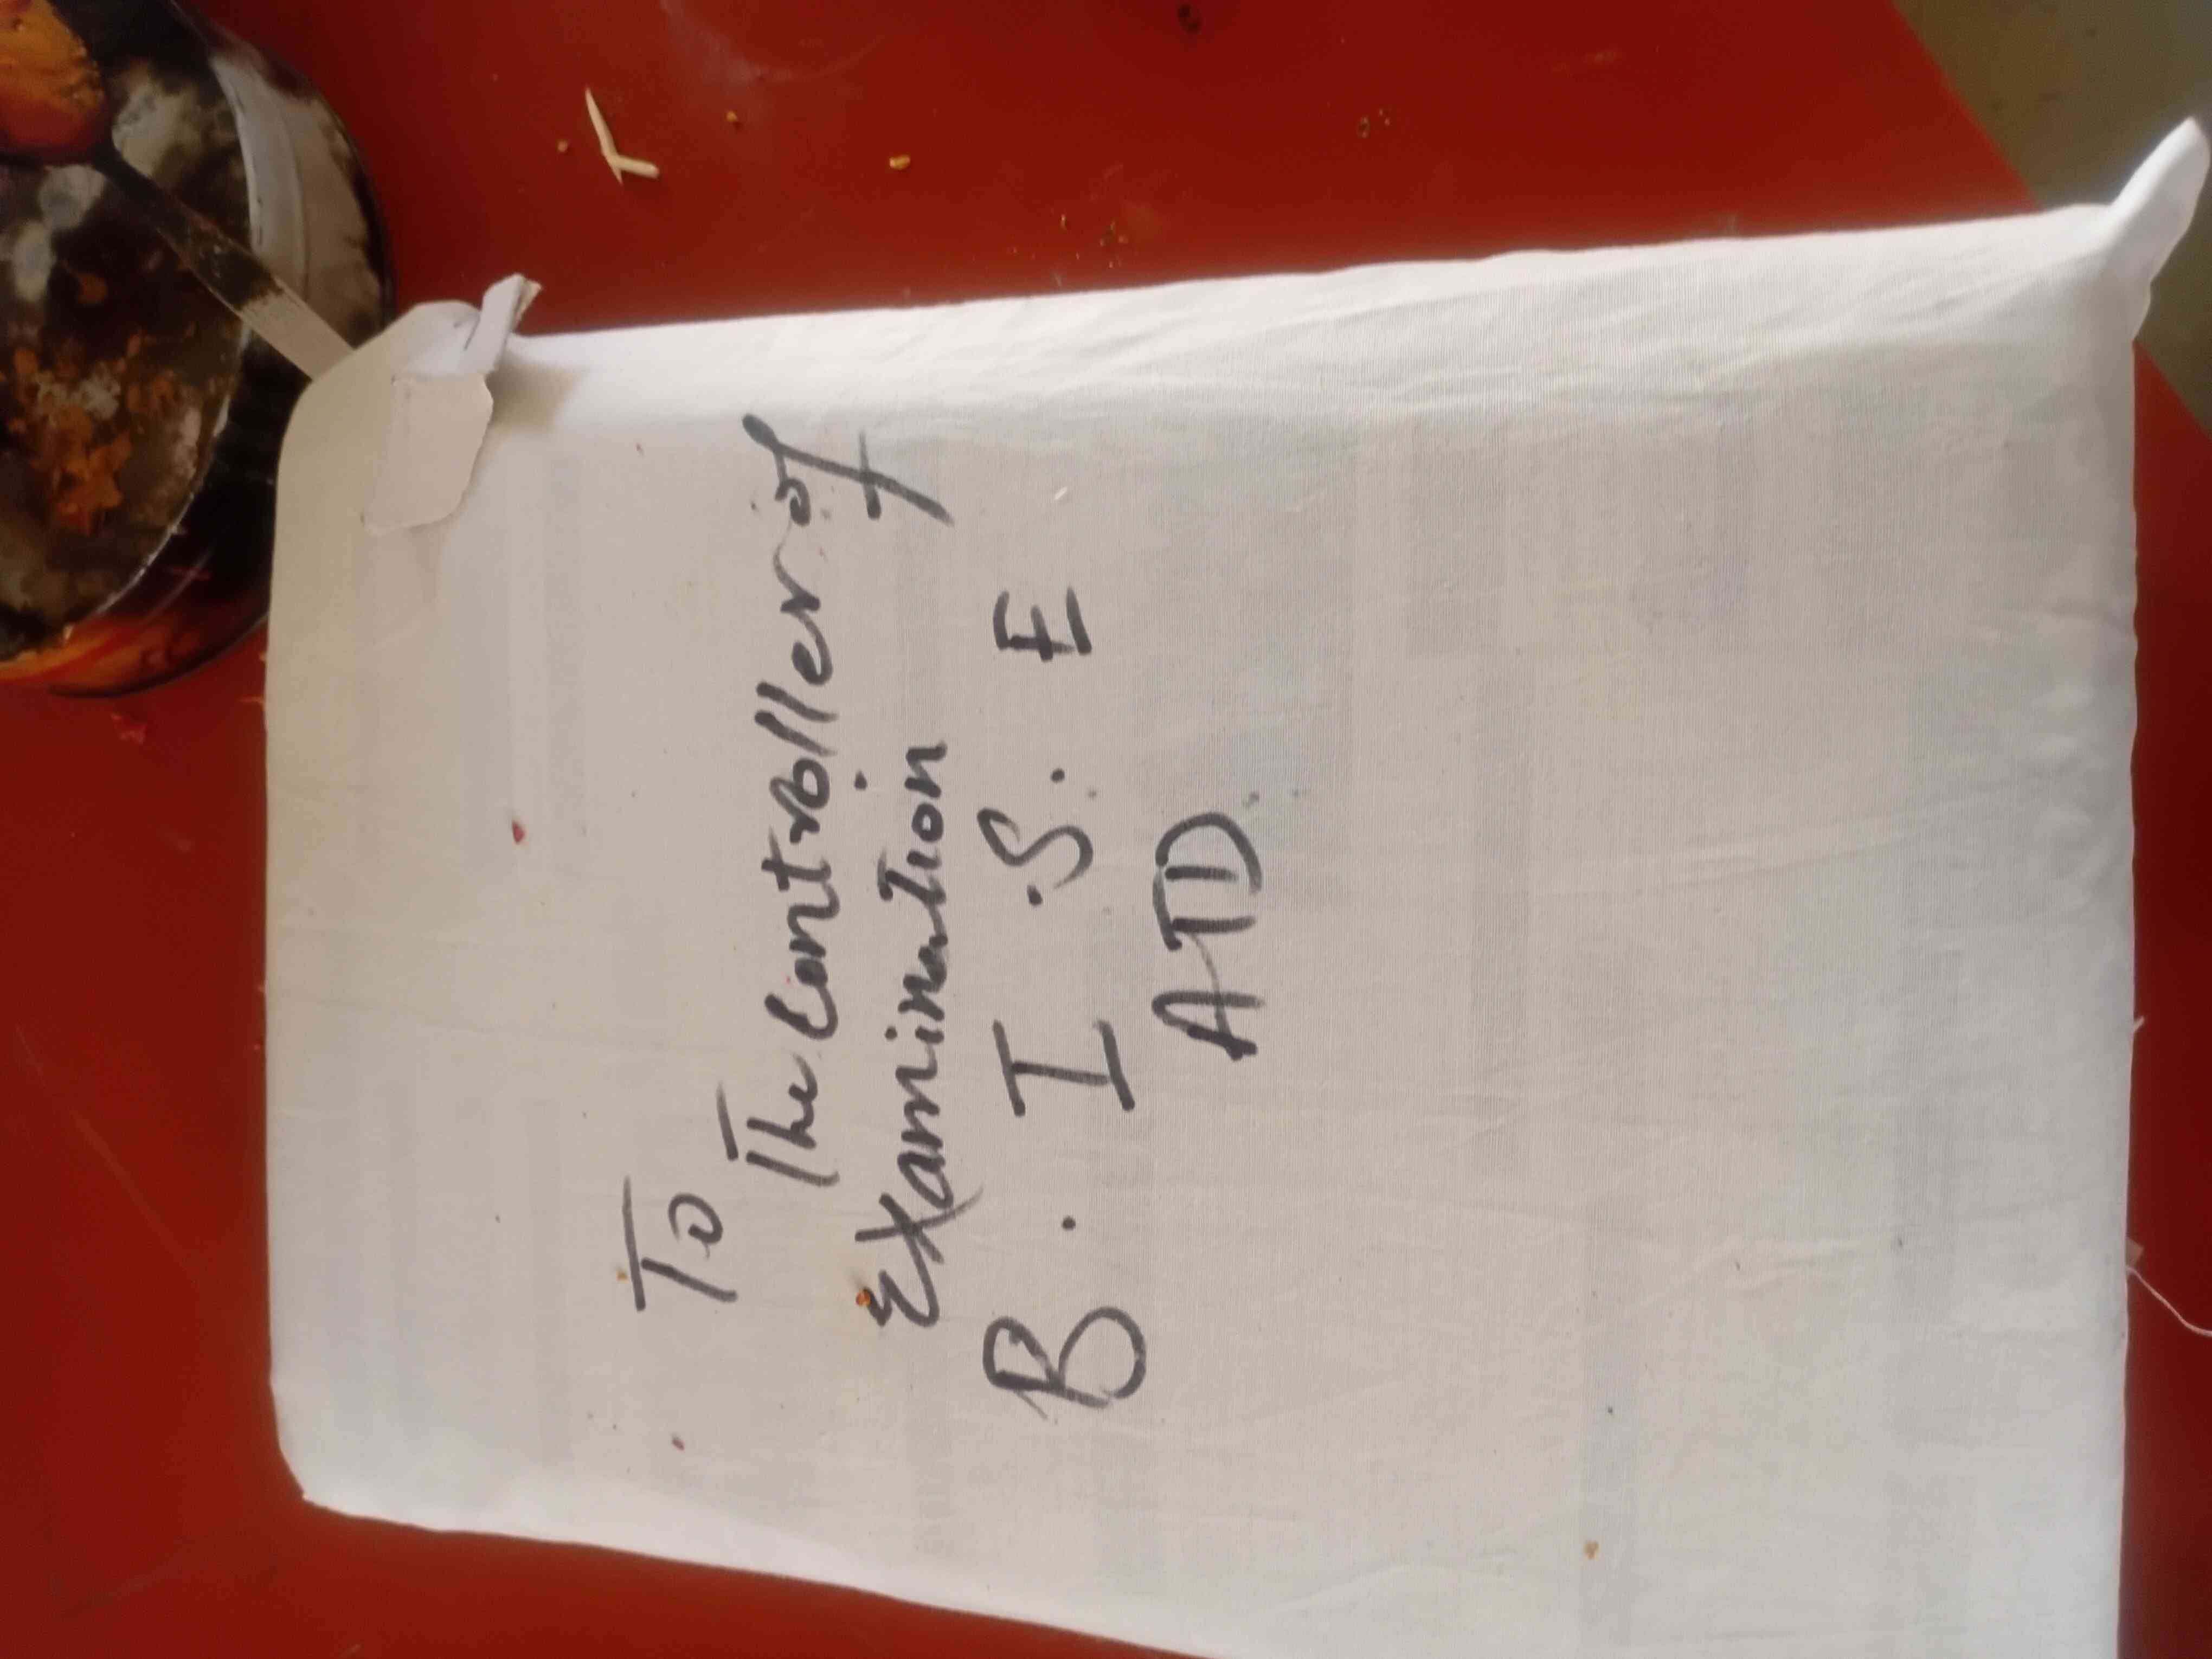 To
The Controller of
Examination
B. I .S. E
ATD